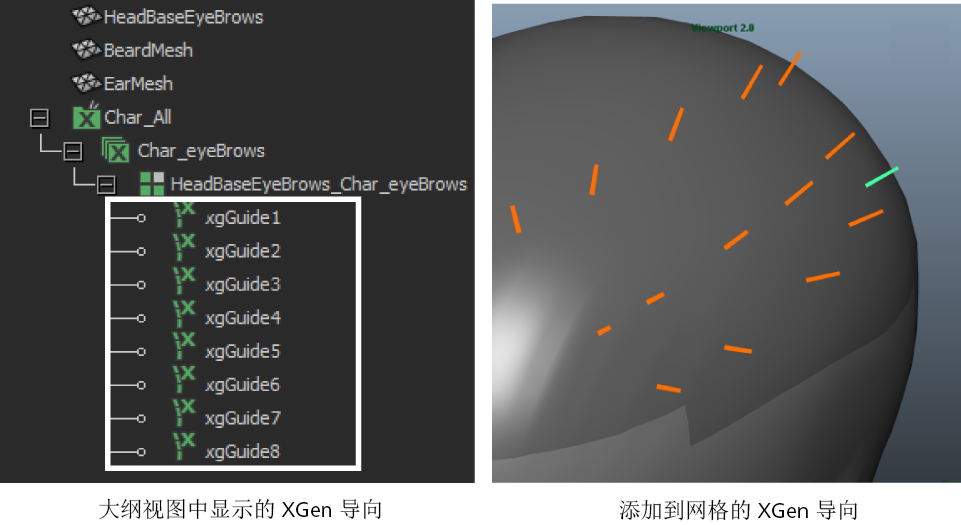 HeadBaseEyeBrows
BeardMesh
EarMesh
Char_All
Char_eyeBrows
HeadBaseEyeBrows_Char_eyeBrows
xgGuide1
xgGuide2
xgGuide3
xgGuide4
xgGuide5
xgGuide6
xgGuide7
xgGuide8
大纲视图中显示的 XGen 导向
Viewport 2.0
添加到网格的 XGen 导向